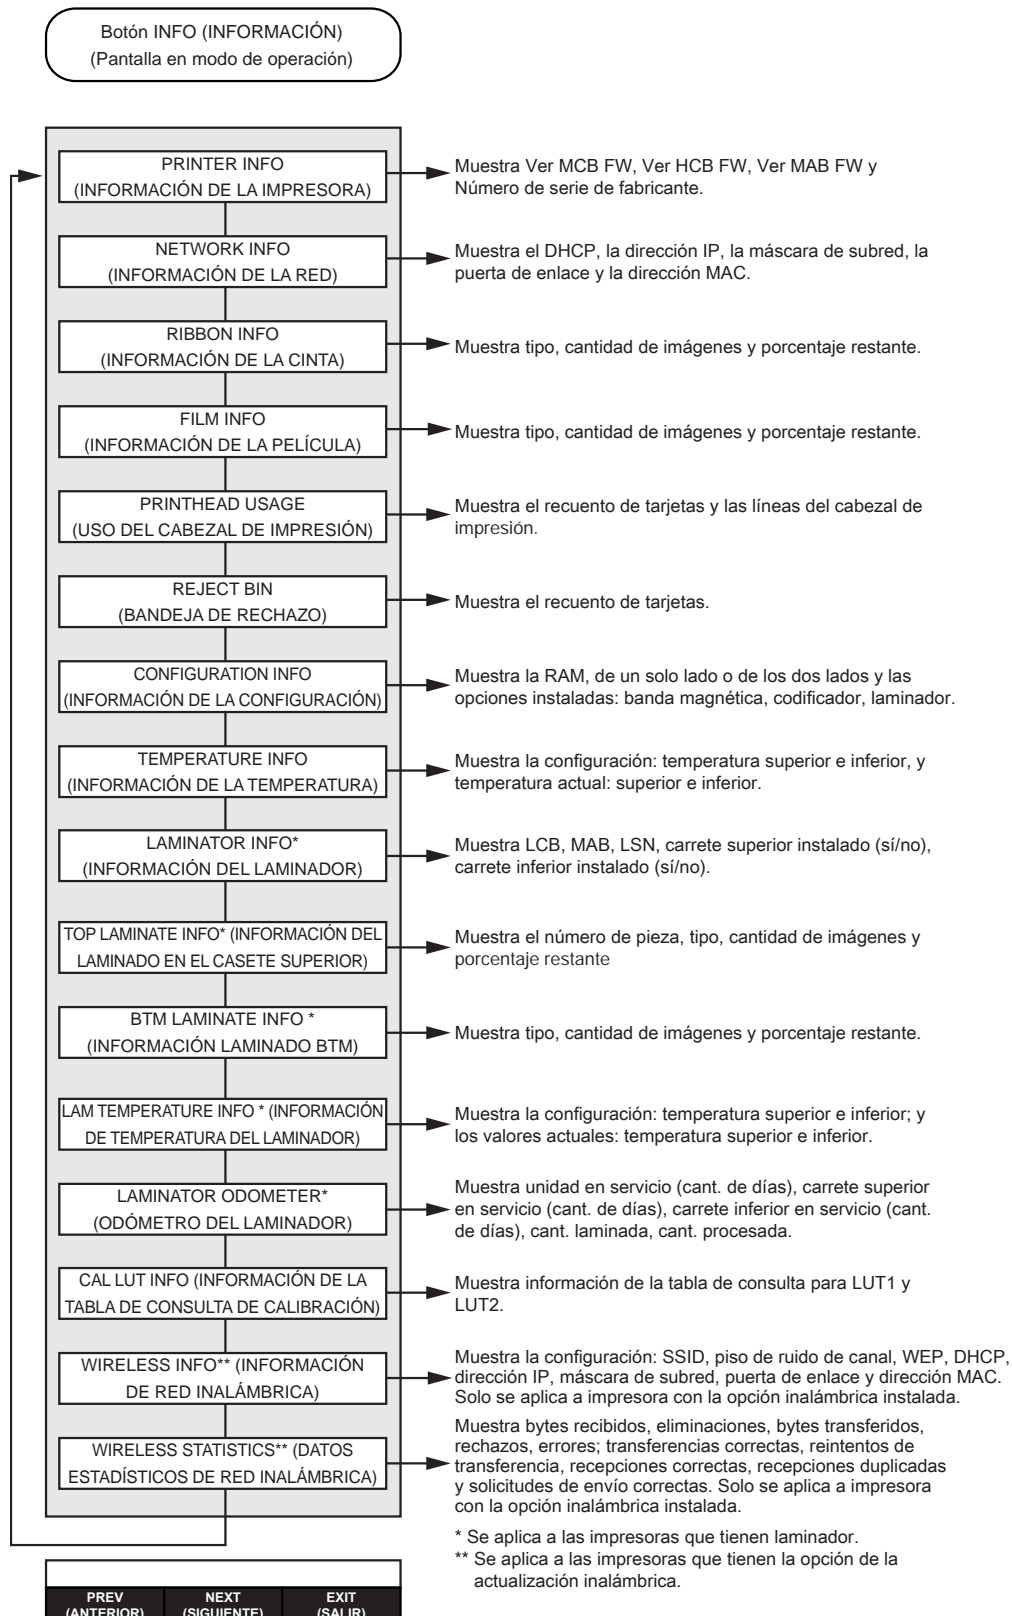 Botón INFO (INFORMACIÓN)
(Pantalla en modo de operación)
PRINTER INFO
(INFORMACIÓN DE LA IMPRESORA)
Muestra Ver MCB FW, Ver HCB FW, Ver MAB FW y
Número de serie de fabricante.
NETWORK INFO
(INFORMACIÓN DE LA RED)
Muestra el DHCP, la dirección IP, la máscara de subred, la
puerta de enlace y la dirección MAC.
RIBBON INFO
(INFORMACIÓN DE LA CINTA)
Muestra tipo, cantidad de imágenes y porcentaje restante.
FILM INFO
(INFORMACIÓN DE LA PELÍCULA)
Muestra tipo, cantidad de imágenes y porcentaje restante.
PRINTHEAD USAGE
(USO DEL CABEZAL DE IMPRESIÓN)
Muestra el recuento de tarjetas y las líneas del cabezal de
impresión.
REJECT BIN
(BANDEJA DE RECHAZO)
Muestra el recuento de tarjetas.
CONFIGURATION INFO
(INFORMACIÓN DE LA CONFIGURACIÓN)
Muestra la RAM, de un solo lado o de los dos lados y las
opciones instaladas: banda magnética, codificador, laminador.
TEMPERATURE INFO
(INFORMACIÓN DE LA TEMPERATURA)
Muestra la configuración: temperatura superior e inferior, y
temperatura actual: superior e inferior.
LAMINATOR INFO*
(INFORMACIÓN DEL LAMINADOR)
Muestra LCB, MAB, LSN, carrete superior instalado (sí/no),
carrete inferior instalado (sí/no).
TOP LAMINATE INFO* (INFORMACIÓN DEL
LAMINADO EN EL CASETE SUPERIOR)
Muestra el número de pieza, tipo, cantidad de imágenes y
porcentaje restante
BTM LAMINATE INFO *
(INFORMACIÓN LAMINADO BTM)
Muestra tipo, cantidad de imágenes y porcentaje restante.
LAM TEMPERATURE INFO * (INFORMACIÓN
DE TEMPERATURA DEL LAMINADOR)
Muestra la configuración: temperatura superior e inferior; y
los valores actuales: temperatura superior e inferior.
LAMINATOR ODOMETER*
(ODÓMETRO DEL LAMINADOR)
Muestra unidad en servicio (cant. de días), carrete superior
en servicio (cant. de días), carrete inferior en servicio (cant.
de días), cant. laminada, cant. procesada.
CAL LUT INFO (INFORMACIÓN DE LA
TABLA DE CONSULTA DE CALIBRACIÓN)
Muestra información de la tabla de consulta para LUT1 y
LUT2.
WIRELESS INFO** (INFORMACIÓN
DE RED INALÁMBRICA)
Muestra la configuración: SSID, piso de ruido de canal, WEP, DHCP,
dirección IP, máscara de subred, puerta de enlace y dirección MAC.
Solo se aplica a impresora con la opción inalámbrica instalada.
WIRELESS STATISTICS** (DATOS
ESTADÍSTICOS DE RED INALÁMBRICA)
Muestra bytes recibidos, eliminaciones, bytes transferidos,
rechazos, errores; transferencias correctas, reintentos de
transferencia, recepciones correctas, recepciones duplicadas
y solicitudes de envío correctas. Solo se aplica a impresora
con la opción inalámbrica instalada.
* Se aplica a las impresoras que tienen laminador.
** Se aplica a las impresoras que tienen la opción de la
actualización inalámbrica.
PREV NEXT EXIT
(ANTERIOR) (SIGUIENTE) (SALIR)